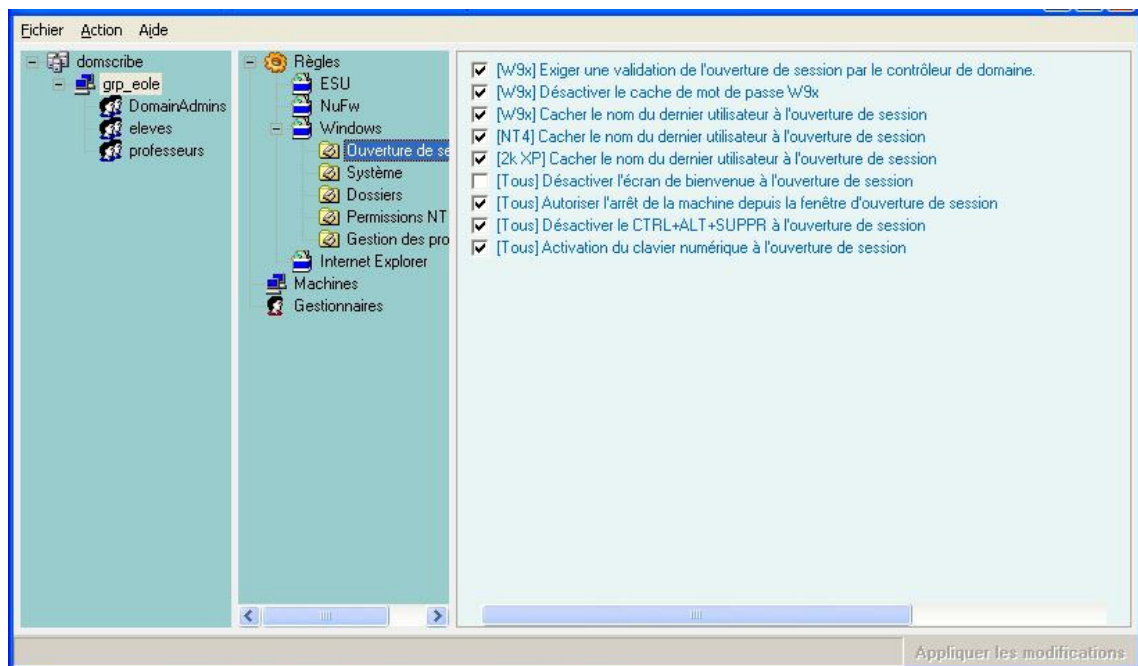 Fichier Action Aide
domscribe
grp_eole
DomainAdmins
eleves
professeurs
Règles
ESU
NuFw
Windows
Ouverture de se
Système
Dossiers
Permissions NT
Gestion des pro
Internet Explorer
Machines
Gestionnaires
[W9x] Exiger une validation de l'ouverture de session par le contrôleur de domaine.
[W9x] Désactiver le cache de mot de passe W9x
[W9x] Cacher le nom du dernier utilisateur à l'ouverture de session
[NT4] Cacher le nom du dernier utilisateur à l'ouverture de session
[2k XP] Cacher le nom du dernier utilisateur à l'ouverture de session
[Tous] Désactiver l'écran de bienvenue à l'ouverture de session
[Tous] Autoriser l'arrêt de la machine depuis la fenêtre d'ouverture de session
[Tous] Désactiver le CTRL+ALT+SUPPR à l'ouverture de session
[Tous] Activation du clavier numérique à l'ouverture de session
Appliquer les modifications